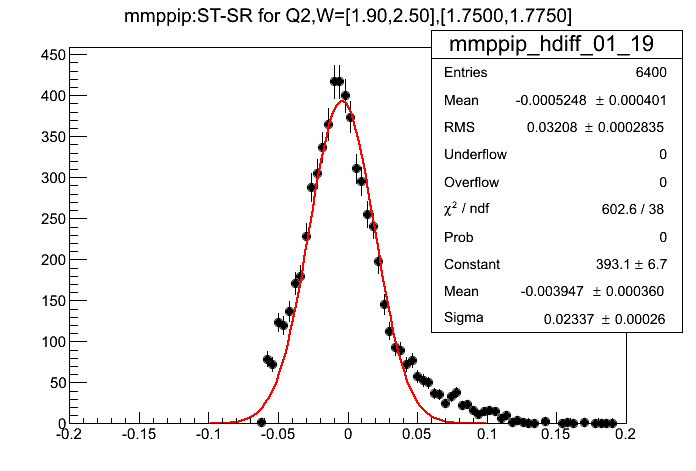 mmppip:ST-SR for Q2,W=[1.90,2.50],[1.7500,1.7750]
mmppip_hdiff_01_19
Entries 6400
Mean -0.0005248 ± 0.000401
RMS 0.03208 ± 0.0002835
Underflow 0
Overflow 0
χ² / ndf 602.6 / 38
Prob 0
Constant 393.1 ± 6.7
Mean -0.003947 ± 0.000360
Sigma 0.02337 ± 0.00026
450
400
350
300
250
200
150
100
50
0
-0.2 -0.15 -0.1 -0.05 0 0.05 0.1 0.15 0.2